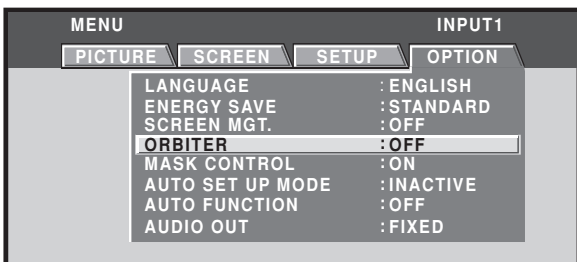 MENU INPUT1
PICTURE SCREEN SETUP OPTION
LANGUAGE :ENGLISH
ENERGY SAVE :STANDARD
SCREEN MGT. :OFF
ORBITER :OFF
MASK CONTROL :ON
AUTO SET UP MODE :INACTIVE
AUTO FUNCTION :OFF
AUDIO OUT :FIXED